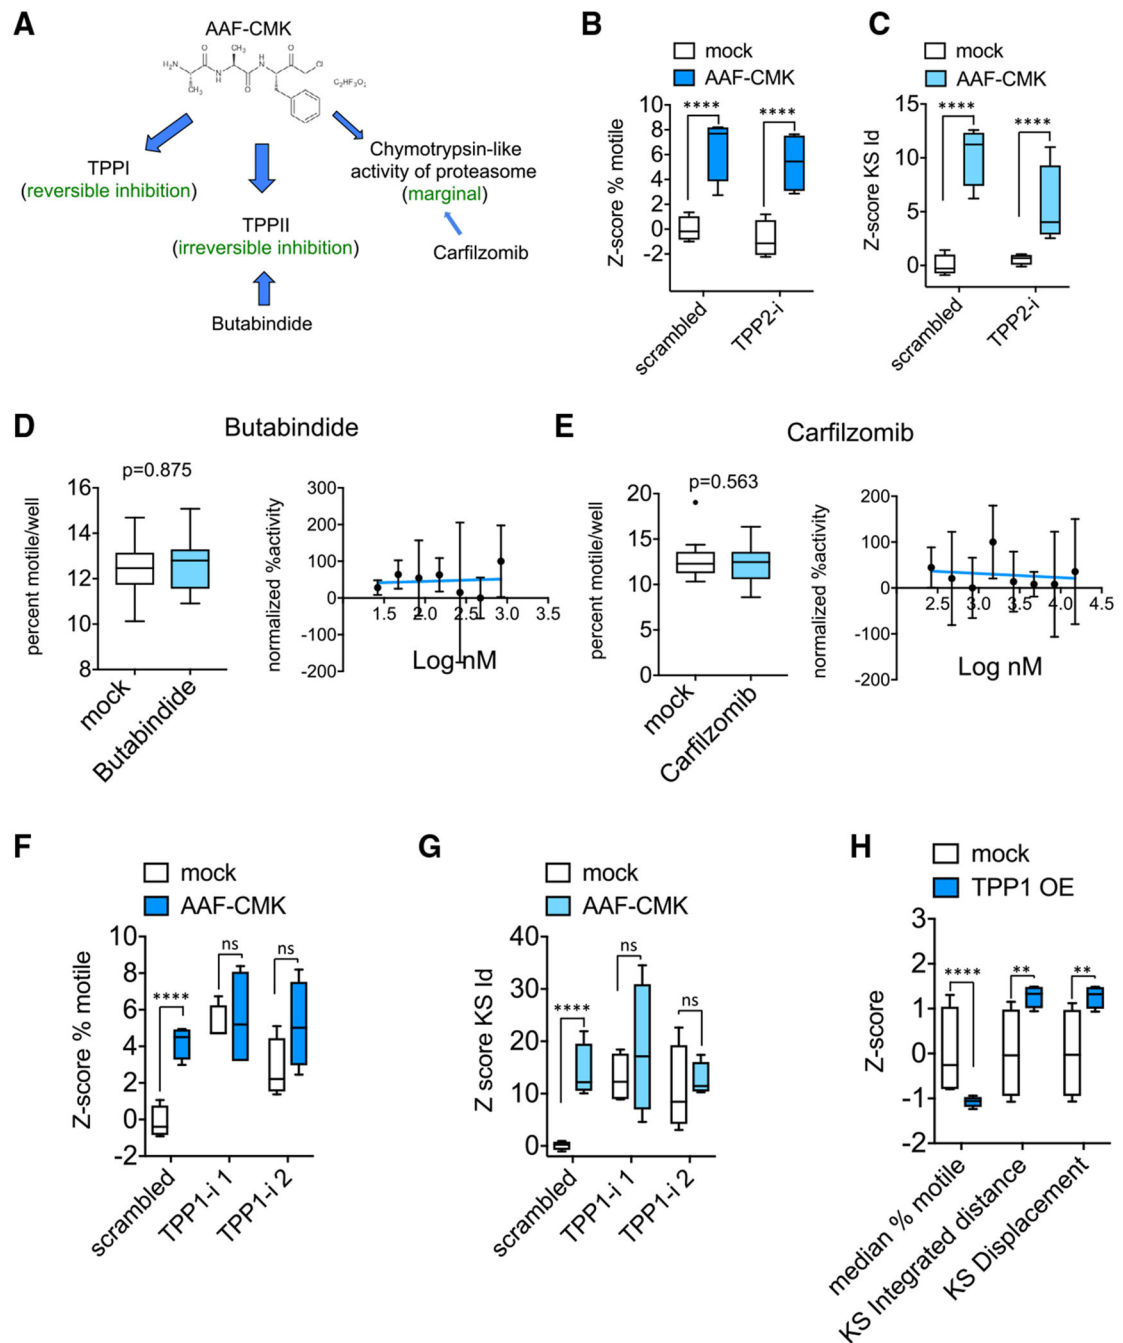 A
AAF-CMK
H₂N
CH₃
O
N
H
CH₃
O
H
N
O
Cl
C₂HF₃O₂
TPPI
(reversible inhibition)
TPPII
(irreversible inhibition)
Chymotrypsin-like
activity of proteasome
(marginal)
Carfilzomib
Butabindide
B
mock
AAF-CMK
Z-score % motile
10
8
6
4
2
0
-2
****
****
scrambled
TPP2-i
C
mock
AAF-CMK
Z-score KS Id
15
10
5
0
****
****
scrambled
TPP2-i
D
Butabindide
p=0.875
percent motile/well
16
14
12
10
8
mock
Butabindide
normalized %activity
300
200
100
0
-100
-200
1.5
2.0
2.5
3.0
3.5
Log nM
E
Carfilzomib
p=0.563
percent motile/well
20
15
10
5
0
mock
Carfilzomib
normalized %activity
200
100
0
-100
-200
2.5
3.0
3.5
4.0
4.5
Log nM
F
mock
AAF-CMK
Z-score % motile
10
8
6
4
2
0
-2
****
ns
ns
scrambled
TPP1-i 1
TPP1-i 2
G
mock
AAF-CMK
Z score KS Id
40
30
20
10
0
****
ns
ns
scrambled
TPP1-i 1
TPP1-i 2
H
mock
TPP1 OE
Z-score
3
2
1
0
-1
-2
****
**
**
median % motile
KS Integrated distance
KS Displacement